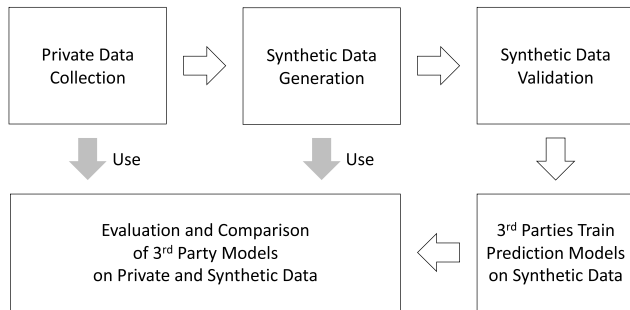 Private Data
Collection
Synthetic Data
Generation
Synthetic Data
Validation
Use
Use
Evaluation and Comparison
of 3rd Party Models
on Private and Synthetic Data
3rd Parties Train
Prediction Models
on Synthetic Data